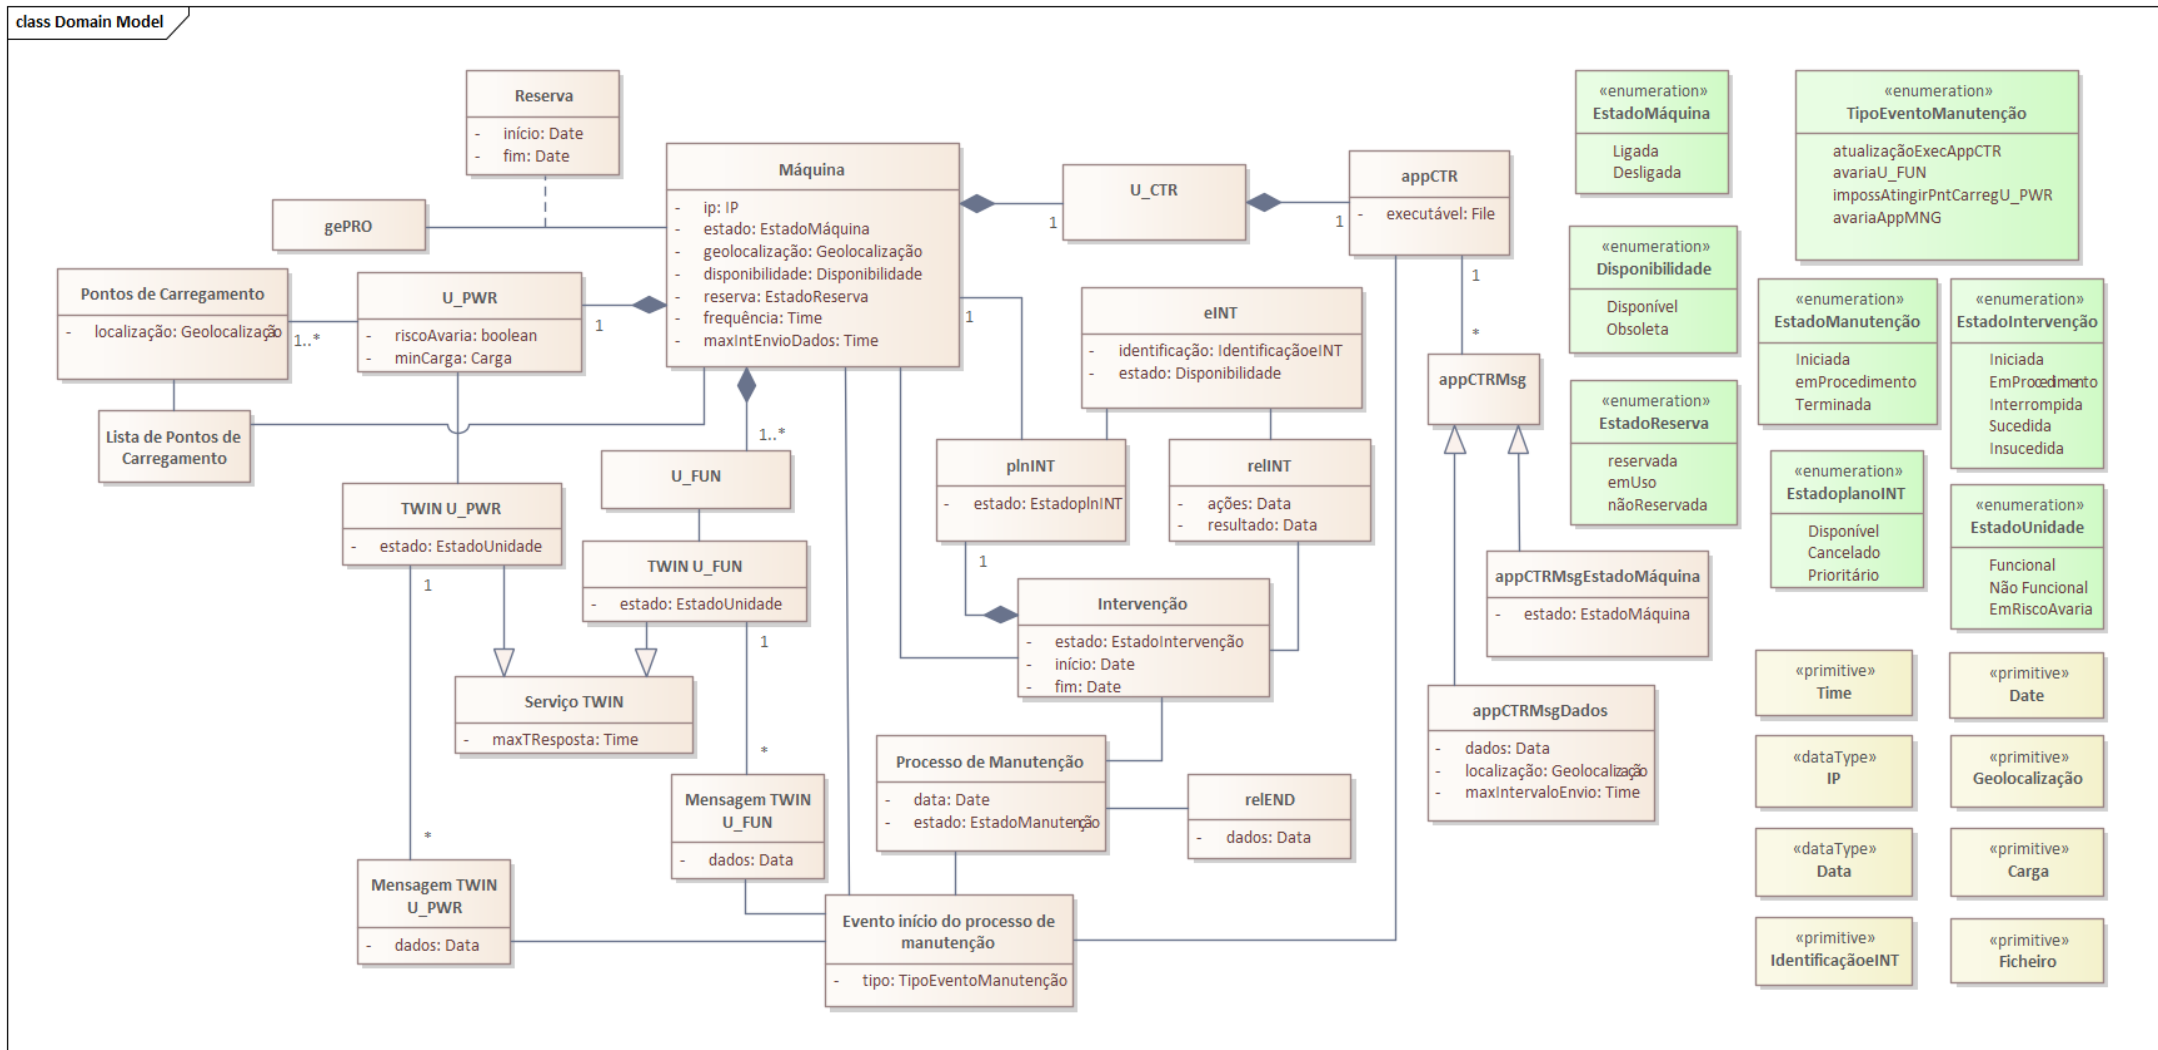 class Domain Model
Reserva
- início: Date
- fim: Date
gePRO
Máquina
- ip: IP
- estado: EstadoMáquina
- geolocalização: Geolocalização
- disponibilidade: Disponibilidade
- reserva: EstadoReserva
- frequência: Time
- maxIntEnvioDados: Time
U_CTR
1
appCTR
- executável: File
1
Pontos de Carregamento
- localização: Geolocalização
1..*
U_PWR
- riscoAvaria: boolean
- minCarga: Carga
1
Lista de Pontos de
Carregamento
1..*
U_FUN
1
eINT
- identificação: IdentificaçãoeINT
- estado: Disponibilidade
1
*
appCTRMsg
plnINT
- estado: EstadoplnINT
1
relINT
- ações: Data
- resultado: Data
TWIN U_PWR
- estado: EstadoUnidade
1
TWIN U_FUN
- estado: EstadoUnidade
1
Serviço TWIN
- maxTResposta: Time
Intervenção
- estado: EstadoIntervenção
- início: Date
- fim: Date
appCTRMsgEstadoMáquina
- estado: EstadoMáquina
appCTRMsgDados
- dados: Data
- localização: Geolocalização
- maxIntervaloEnvio: Time
*
Mensagem TWIN
U_FUN
- dados: Data
Processo de Manutenção
- data: Date
- estado: EstadoManutenção
relEND
- dados: Data
*
Mensagem TWIN
U_PWR
- dados: Data
Evento início do processo de
manutenção
- tipo: TipoEventoManutenção
«enumeration»
EstadoMáquina
Ligada
Desligada
«enumeration»
TipoEventoManutenção
atualizaçãoExecAppCTR
avariaU_FUN
impossAtingirPntCarregU_PWR
avariaAppMNG
«enumeration»
Disponibilidade
Disponível
Obsoleta
«enumeration»
EstadoManutenção
Iniciada
emProcedimento
Terminada
«enumeration»
EstadoIntervenção
Iniciada
EmProcedimento
Interrompida
Sucedida
Insucedida
«enumeration»
EstadoReserva
reservada
emUso
nãoReservada
«enumeration»
EstadoplanoINT
Disponível
Cancelado
Prioritário
«enumeration»
EstadoUnidade
Funcional
Não Funcional
EmRiscoAvaria
«primitive»
Time
«primitive»
Date
«dataType»
IP
«primitive»
Geolocalização
«dataType»
Data
«primitive»
Carga
«primitive»
IdentificaçãoeINT
«primitive»
Ficheiro